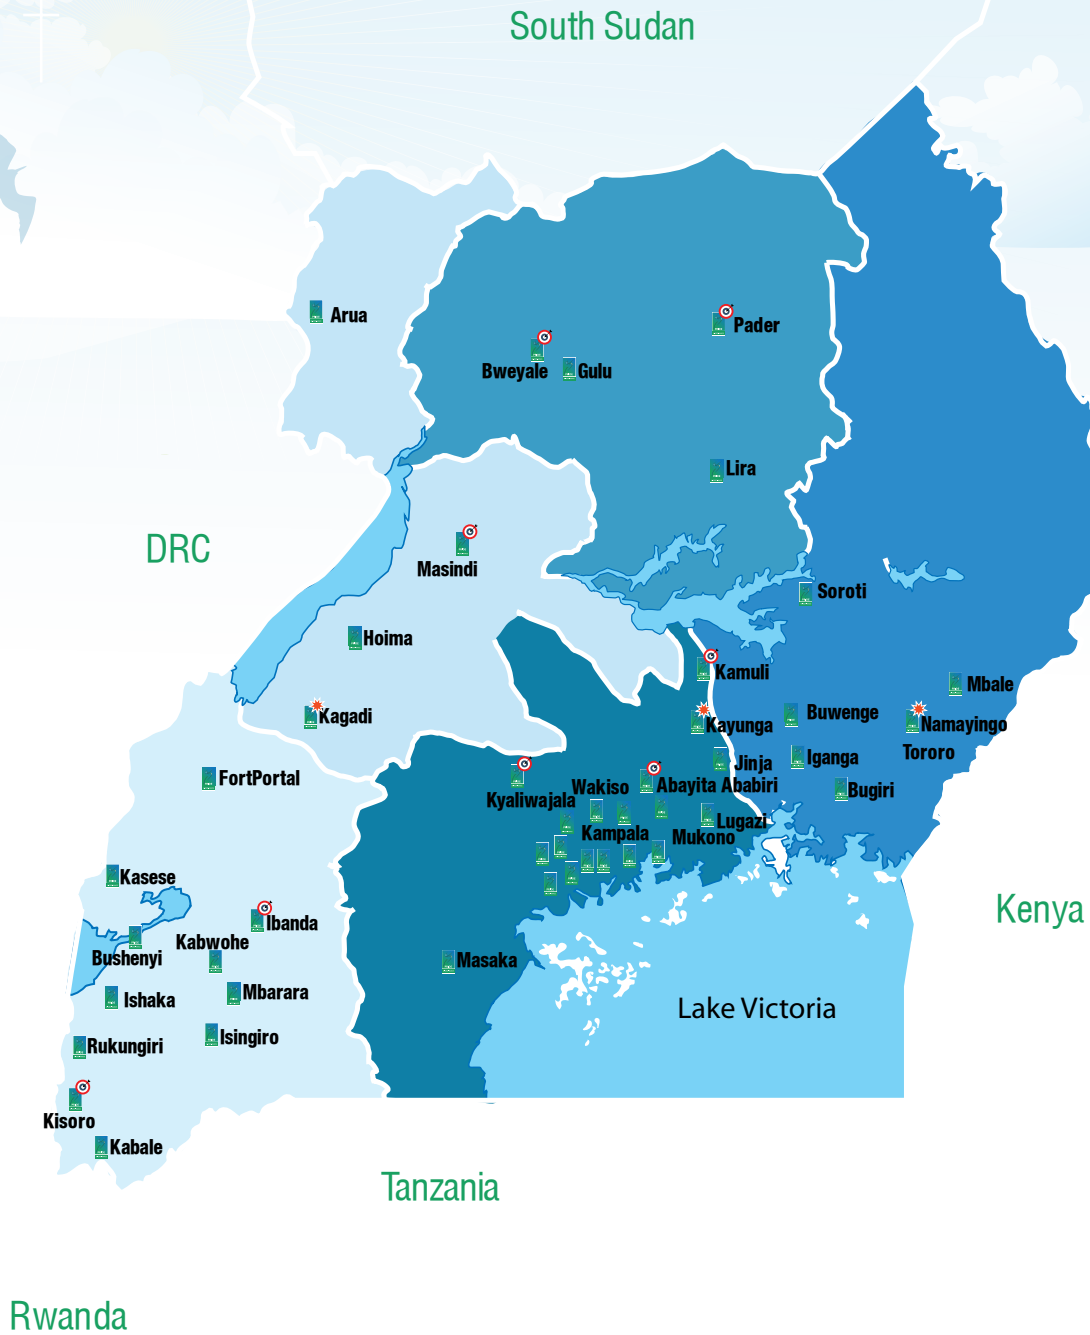 South Sudan
Arua
Pader
Bweyale
Gulu
Lira
DRC
Masindi
Soroti
Hoima
Kamuli
Mbale
Kagadi
Buwenge
Kayunga
Namayingo
Tororo
Iganga
Jinja
FortPortal
Wakiso
Abayita Ababiri
Bugiri
Kyaliwajala
Lugazi
Kampala
Mukono
Kasese
Ibanda
Kenya
Kabwohe
Bushenyi
Masaka
Mbarara
Ishaka
Lake Victoria
Isingiro
Rukungiri
Kisoro
Kabale
Tanzania
Rwanda